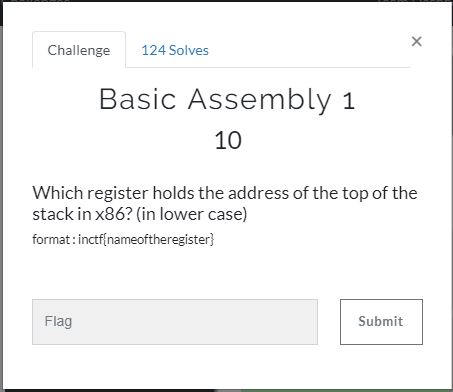 Challenge
124 Solves
×
Basic Assembly 1
10
Which register holds the address of the top of the
stack in x86? (in lower case)
format : inctf{nameoftheregister}
Flag
Submit